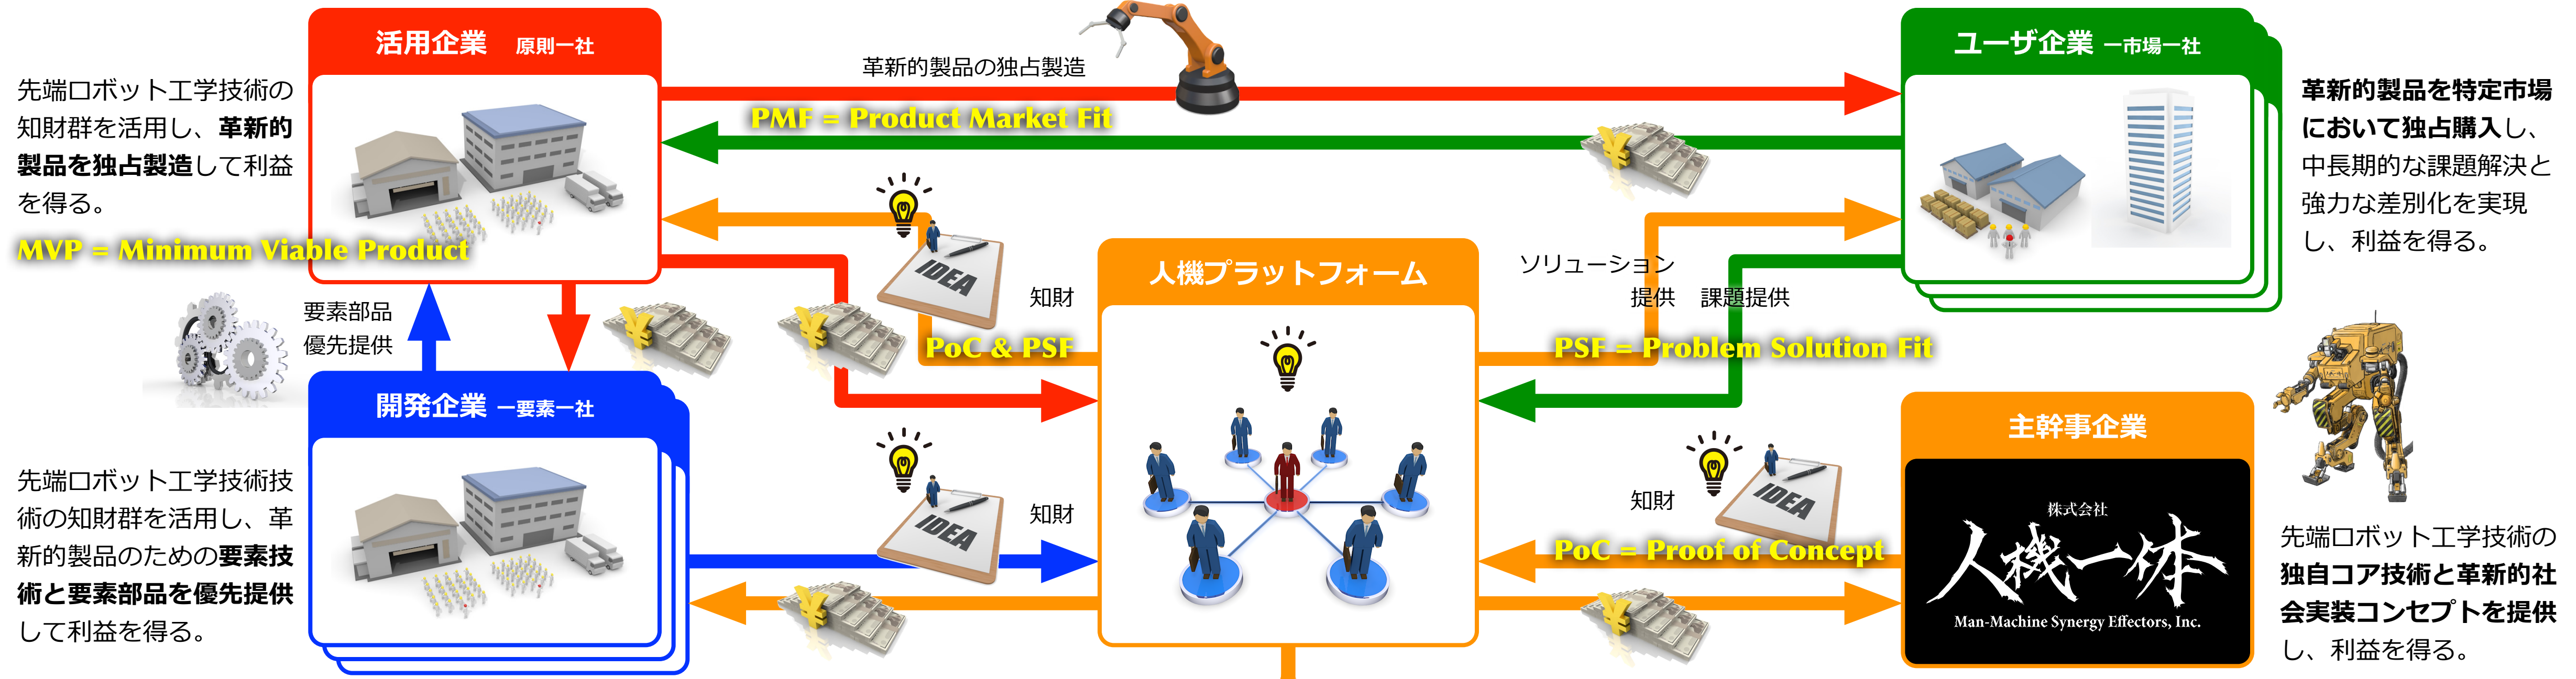 活用企業 原則一社
先端ロボット工学技術の
知財群を活用し、革新的
製品を独占製造して利益
を得る。
MVP = Minimum Viable Product
革新的製品の独占製造
PMF = Product Market Fit
ユーザ企業 一市場一社
革新的製品を特定市場
において独占購入し、
中長期的な課題解決と
強力な差別化を実現
し、利益を得る。
要素部品
優先提供
IDEA
知財
PoC & PSF
人機プラットフォーム
ソリューション
提供
課題提供
PSF = Problem Solution Fit
開発企業 一要素一社
先端ロボット工学技術技
術の知財群を活用し、革
新的製品のための要素技
術と要素部品を優先提供
して利益を得る。
IDEA
知財
知財
IDEA
PoC = Proof of Concept
主幹事企業
株式会社
人機一体
Man-Machine Synergy Effectors, Inc.
先端ロボット工学技術の
独自コア技術と革新的社
会実装コンセプトを提供
し、利益を得る。